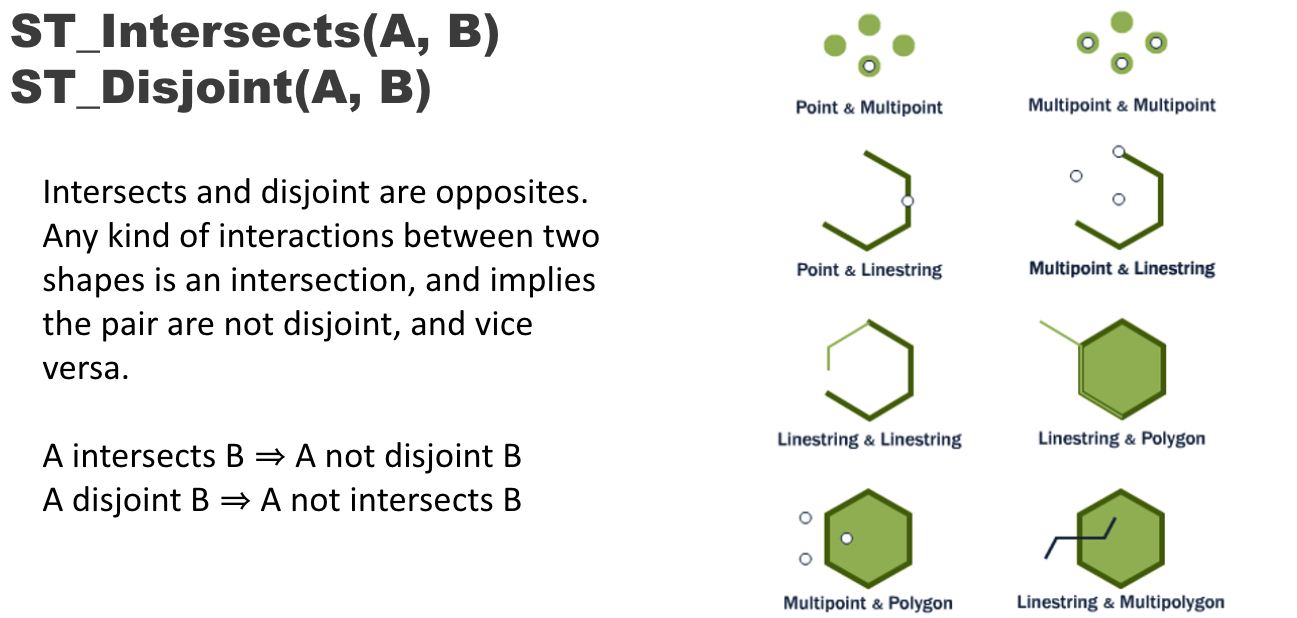 ST_Intersects(A, B)
ST_Disjoint(A, B)
Intersects and disjoint are opposites.
Any kind of interactions between two
shapes is an intersection, and implies
the pair are not disjoint, and vice
versa.
A intersects B ⇒ A not disjoint B
A disjoint B ⇒ A not intersects B
Point & Multipoint
Multipoint & Multipoint
Point & Linestring
Multipoint & Linestring
Linestring & Linestring
Linestring & Polygon
Multipoint & Polygon
Linestring & Multipolygon